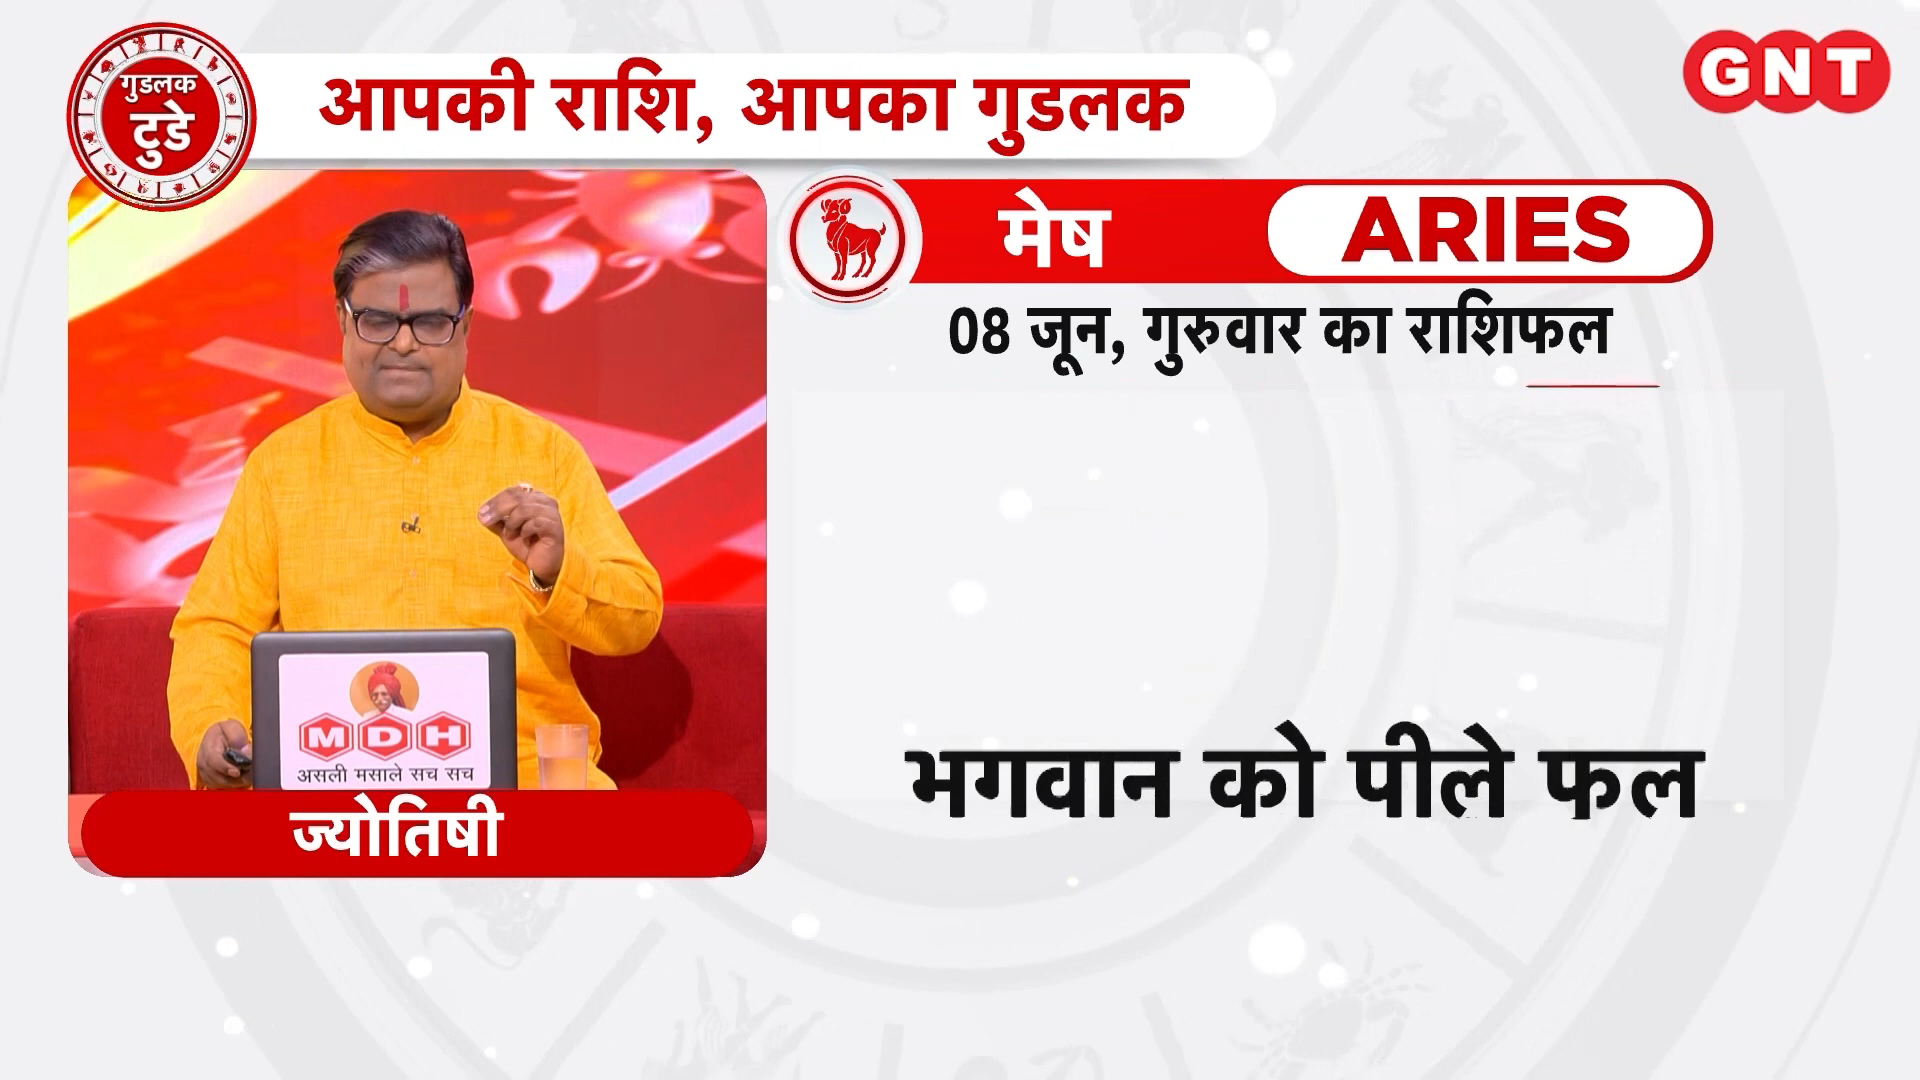 गुडलक
टुडे
आपकी राशि, आपका गुडलक
GNT
मेष
ARIES
08 जून, गुरुवार का राशिफल
भगवान को पीले फल
MDH
असली मसाले सच सच
ज्योतिषी